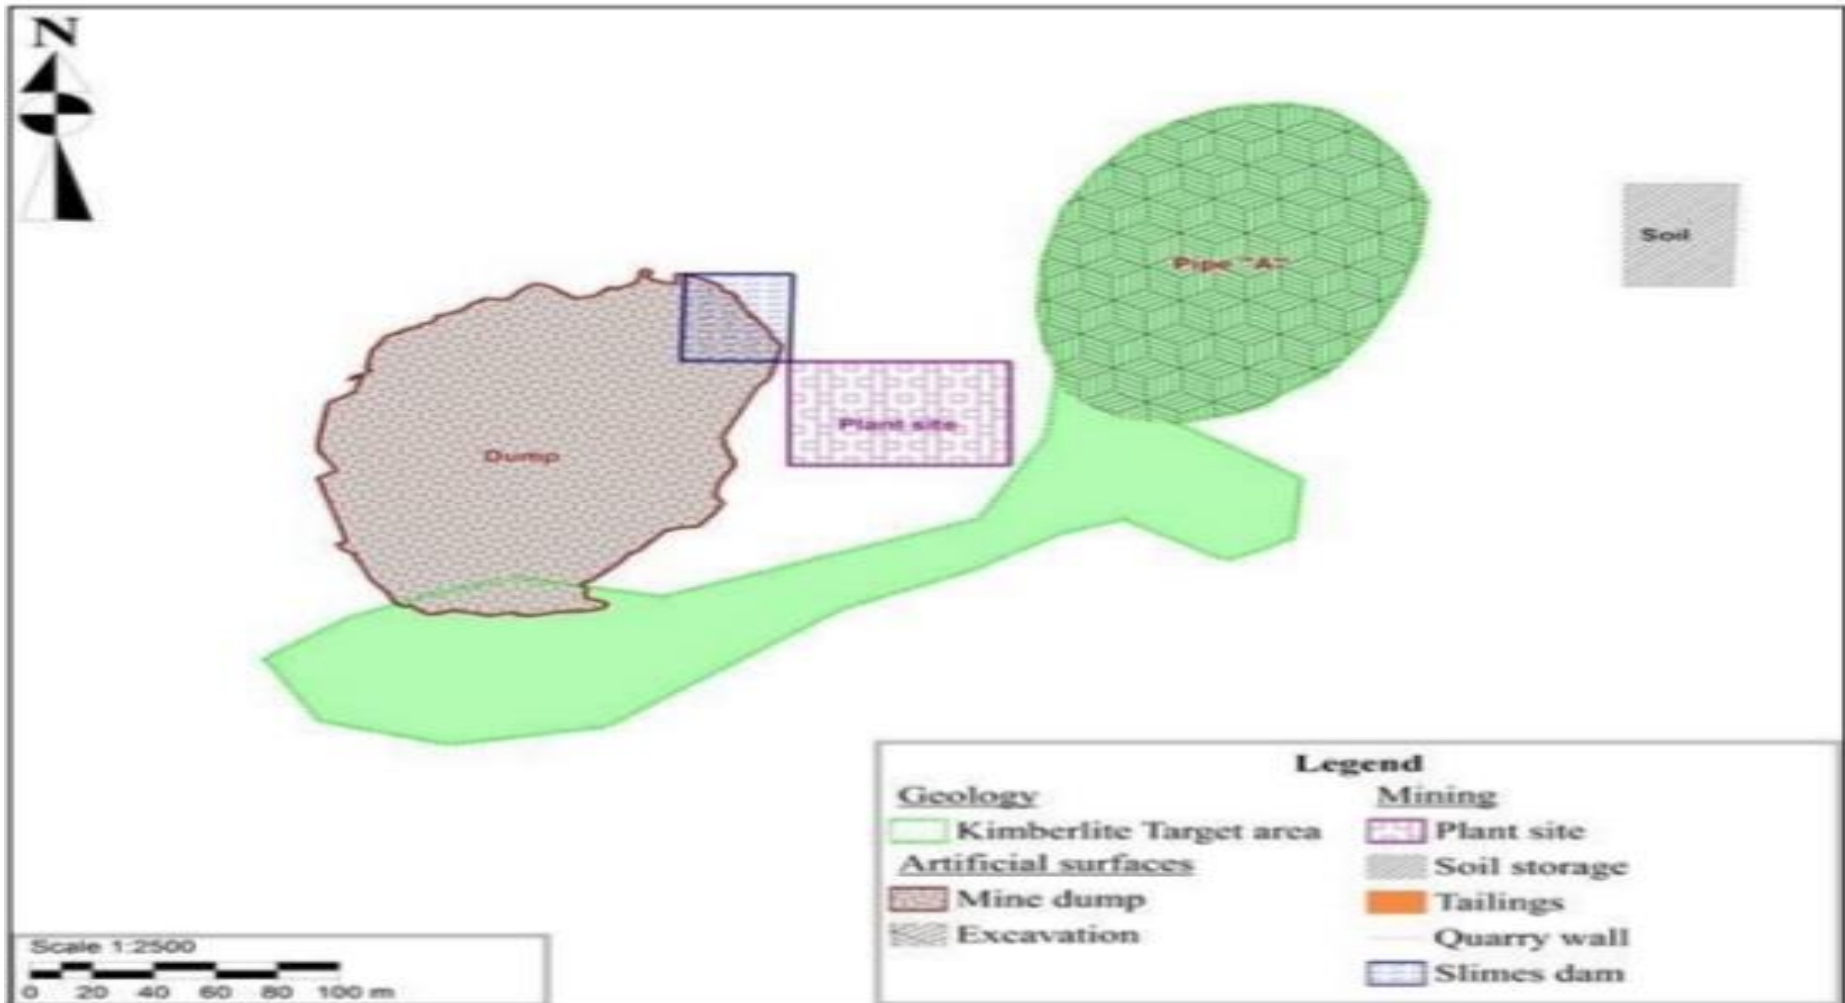 N
Pipe "A"
Soil
Plant site
Dump
Legend
Geology
Kimberlite Target area
Artificial surfaces
Mine dump
Excavation
Mining
Plant site
Soil storage
Tailings
Quarry wall
Slimes dam
Scale 1:2500
0 20 40 60 80 100 m